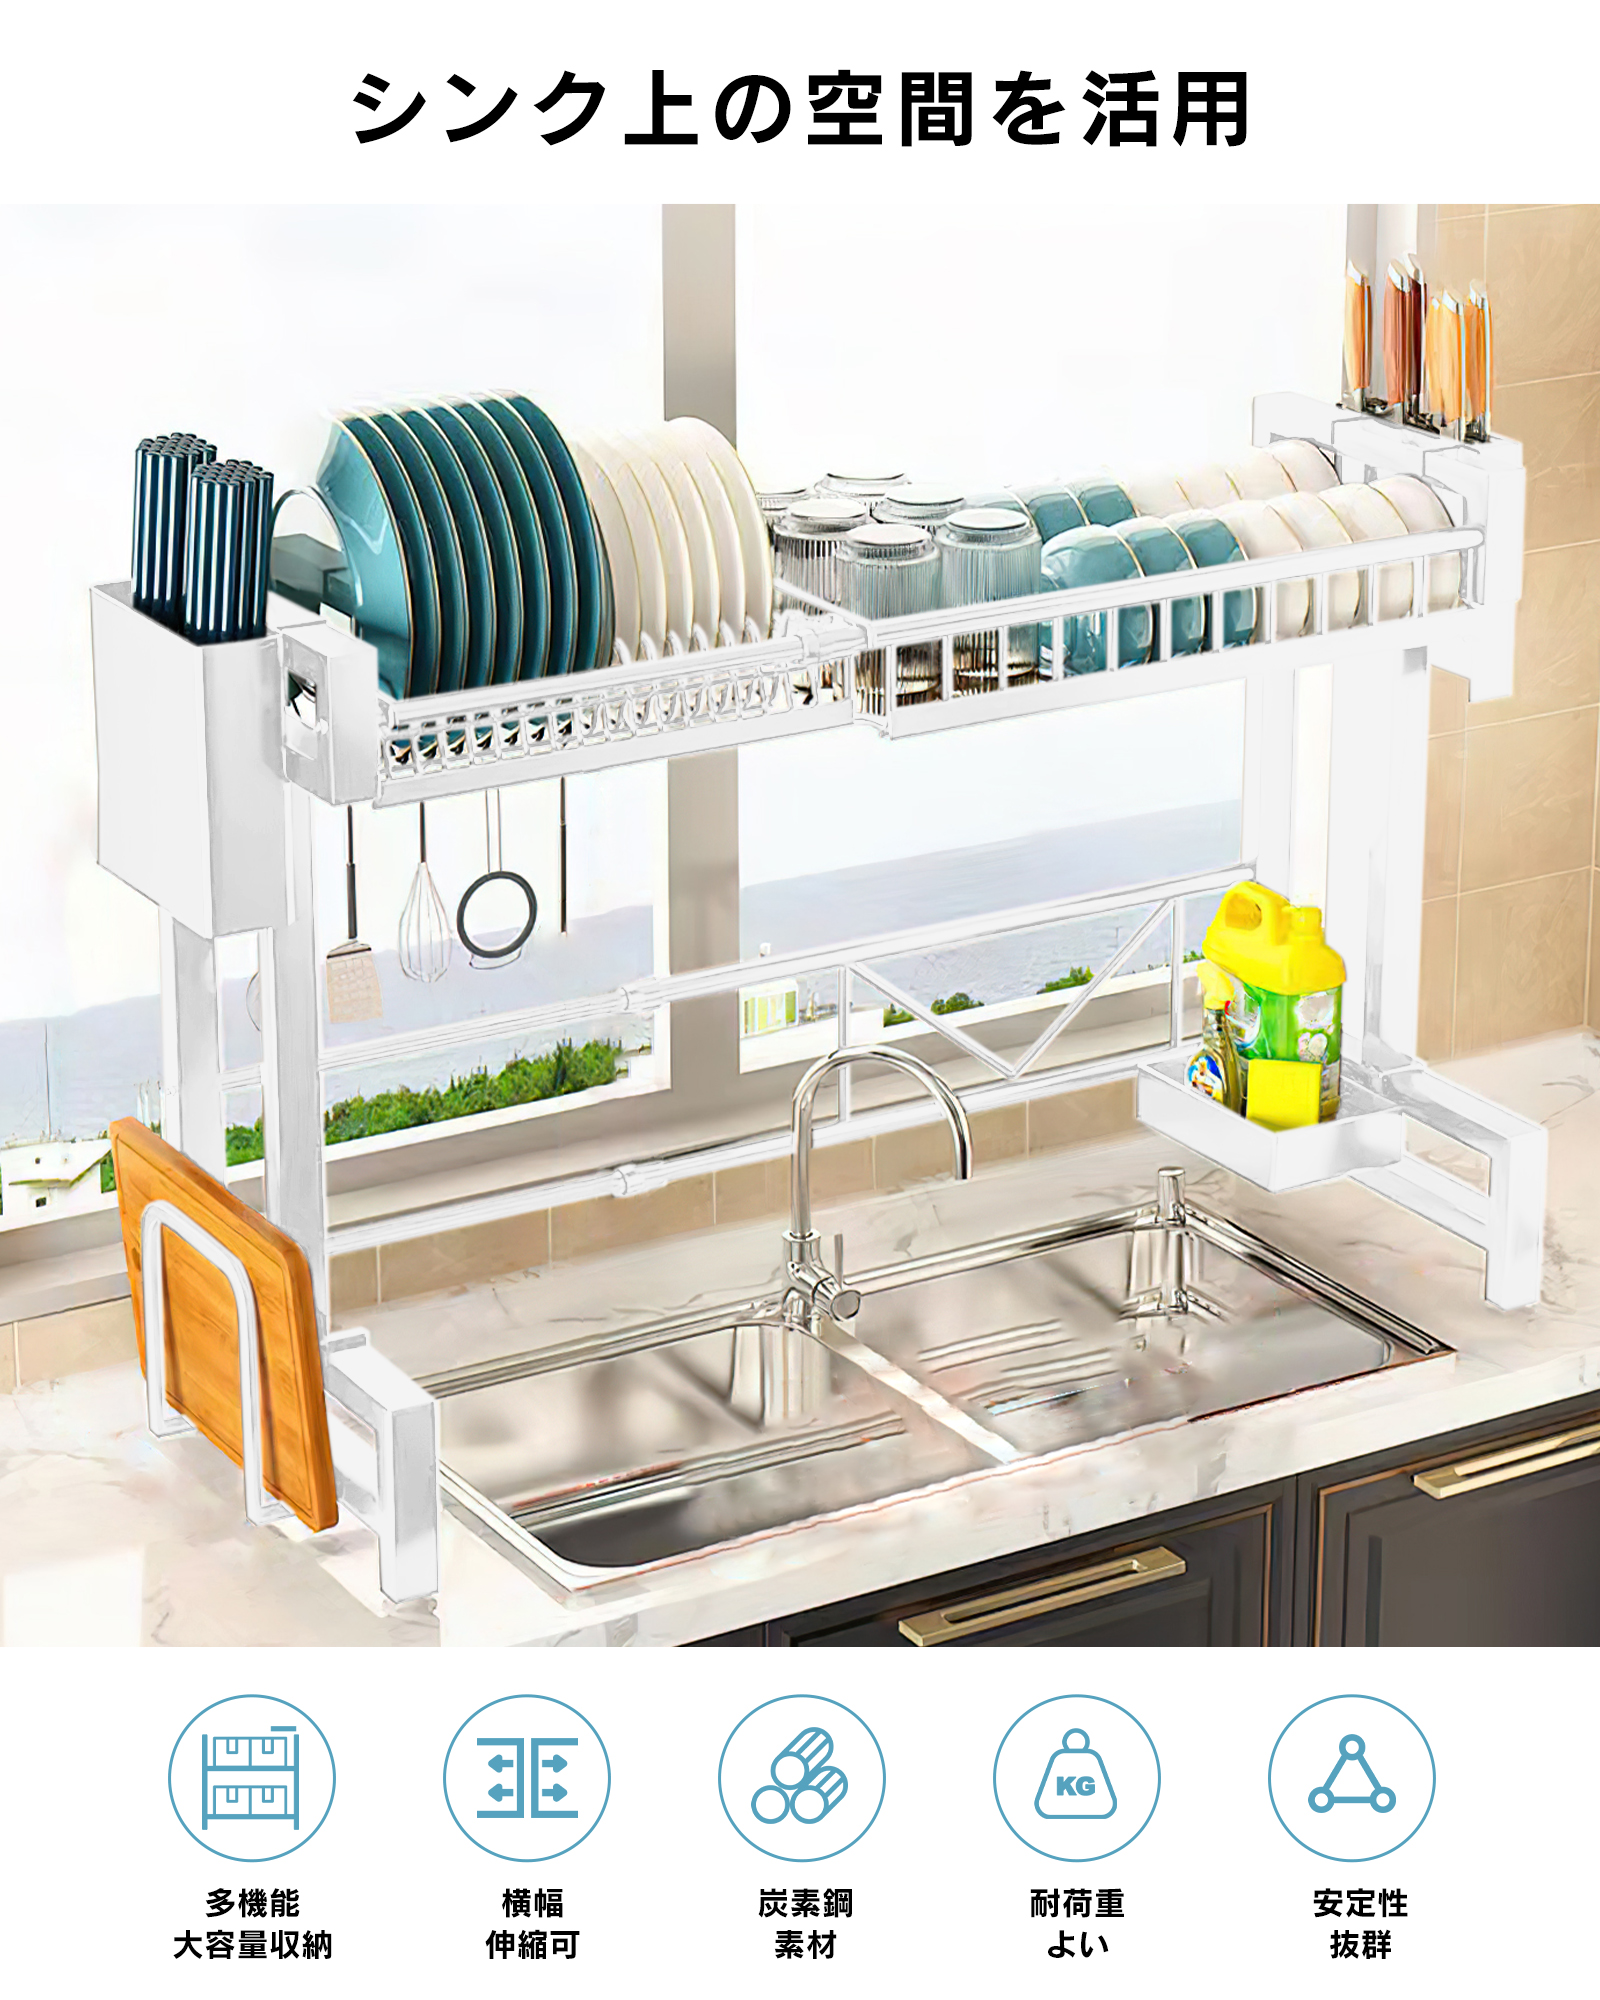 シンク上の空間を活用
KG
多機能
大容量収納
横幅
伸縮可
炭素鋼
素材
耐荷重
よい
安定性
抜群